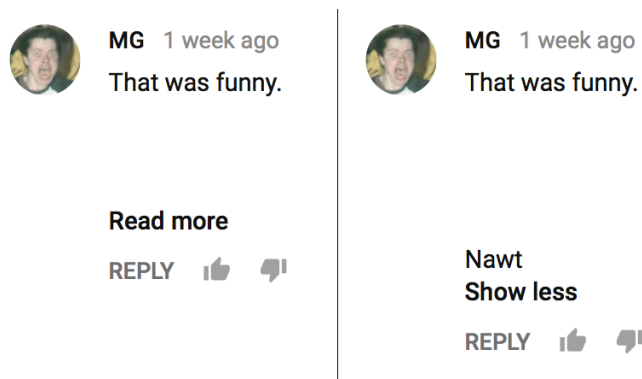 MG 1 week ago
That was funny.
Read more
REPLY
MG 1 week ago
That was funny.
Nawt
Show less
REPLY